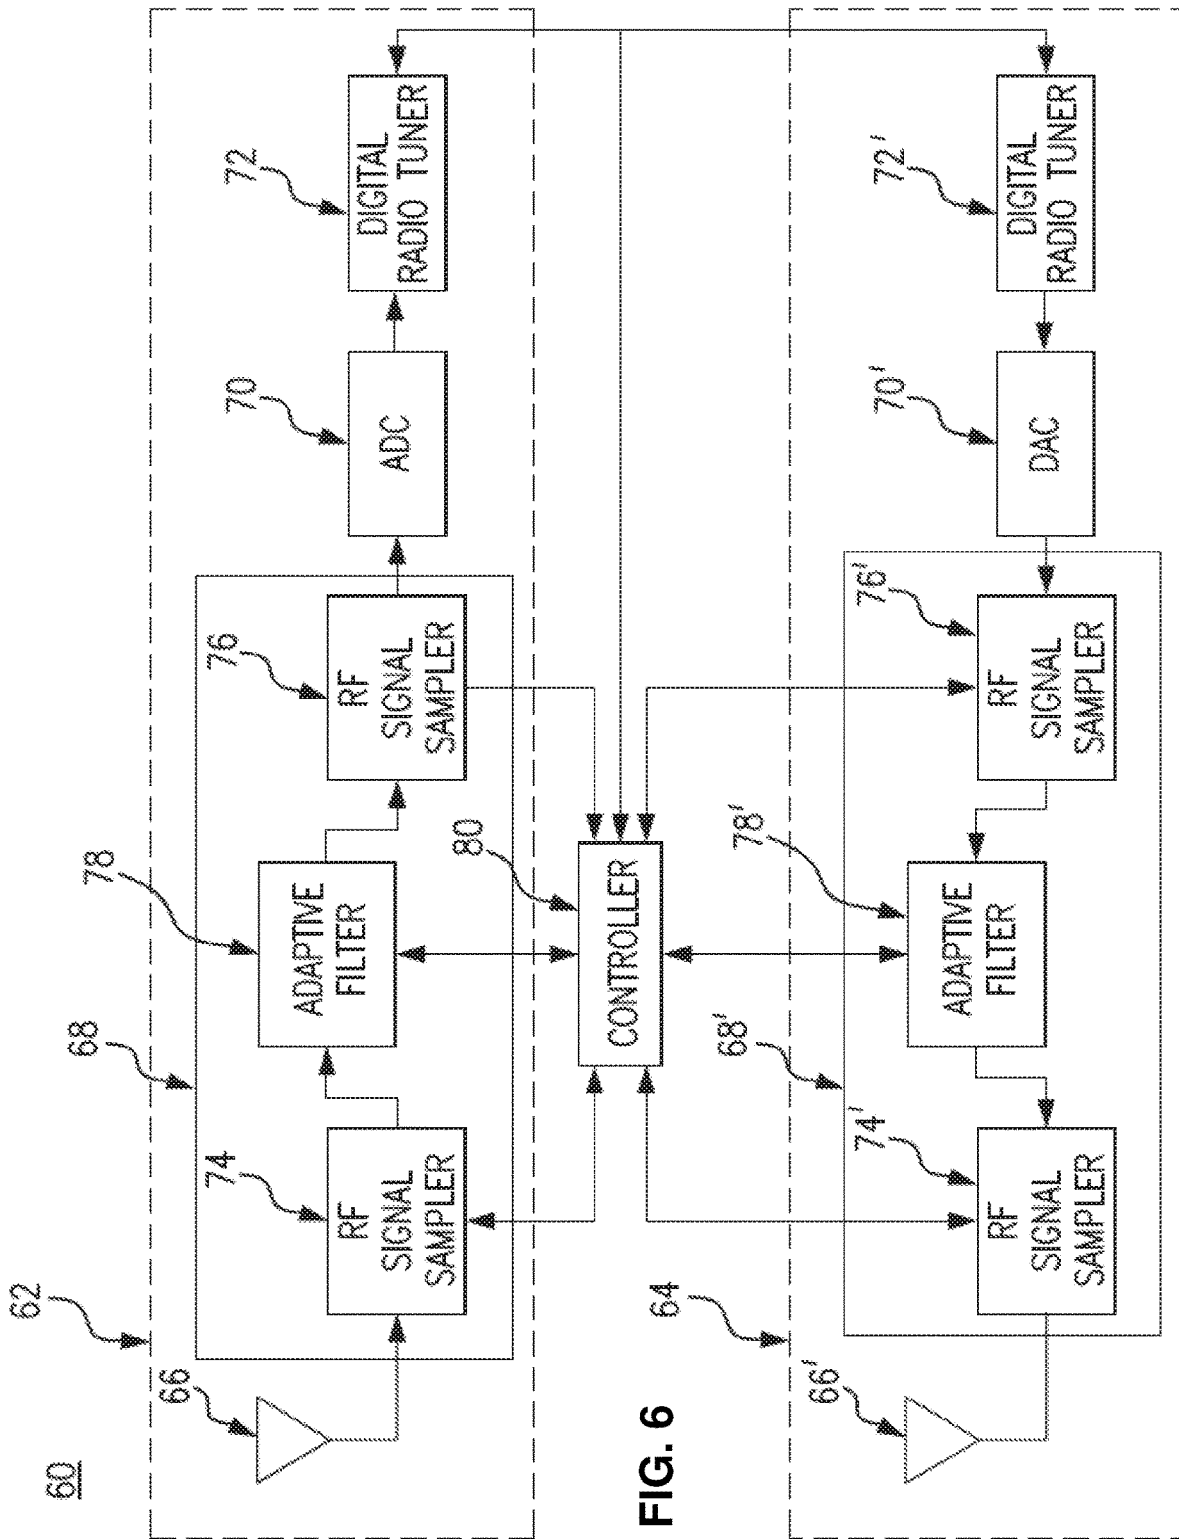 60
62
66
68
74
RF
SIGNAL
SAMPLER
78
ADAPTIVE
FILTER
76
RF
SIGNAL
SAMPLER
70
ADC
72
DIGITAL
RADIO TUNER
80
CONTROLLER
FIG. 6
64
66'
68'
74'
RF
SIGNAL
SAMPLER
78'
ADAPTIVE
FILTER
76'
RF
SIGNAL
SAMPLER
70'
DAC
72'
DIGITAL
RADIO TUNER